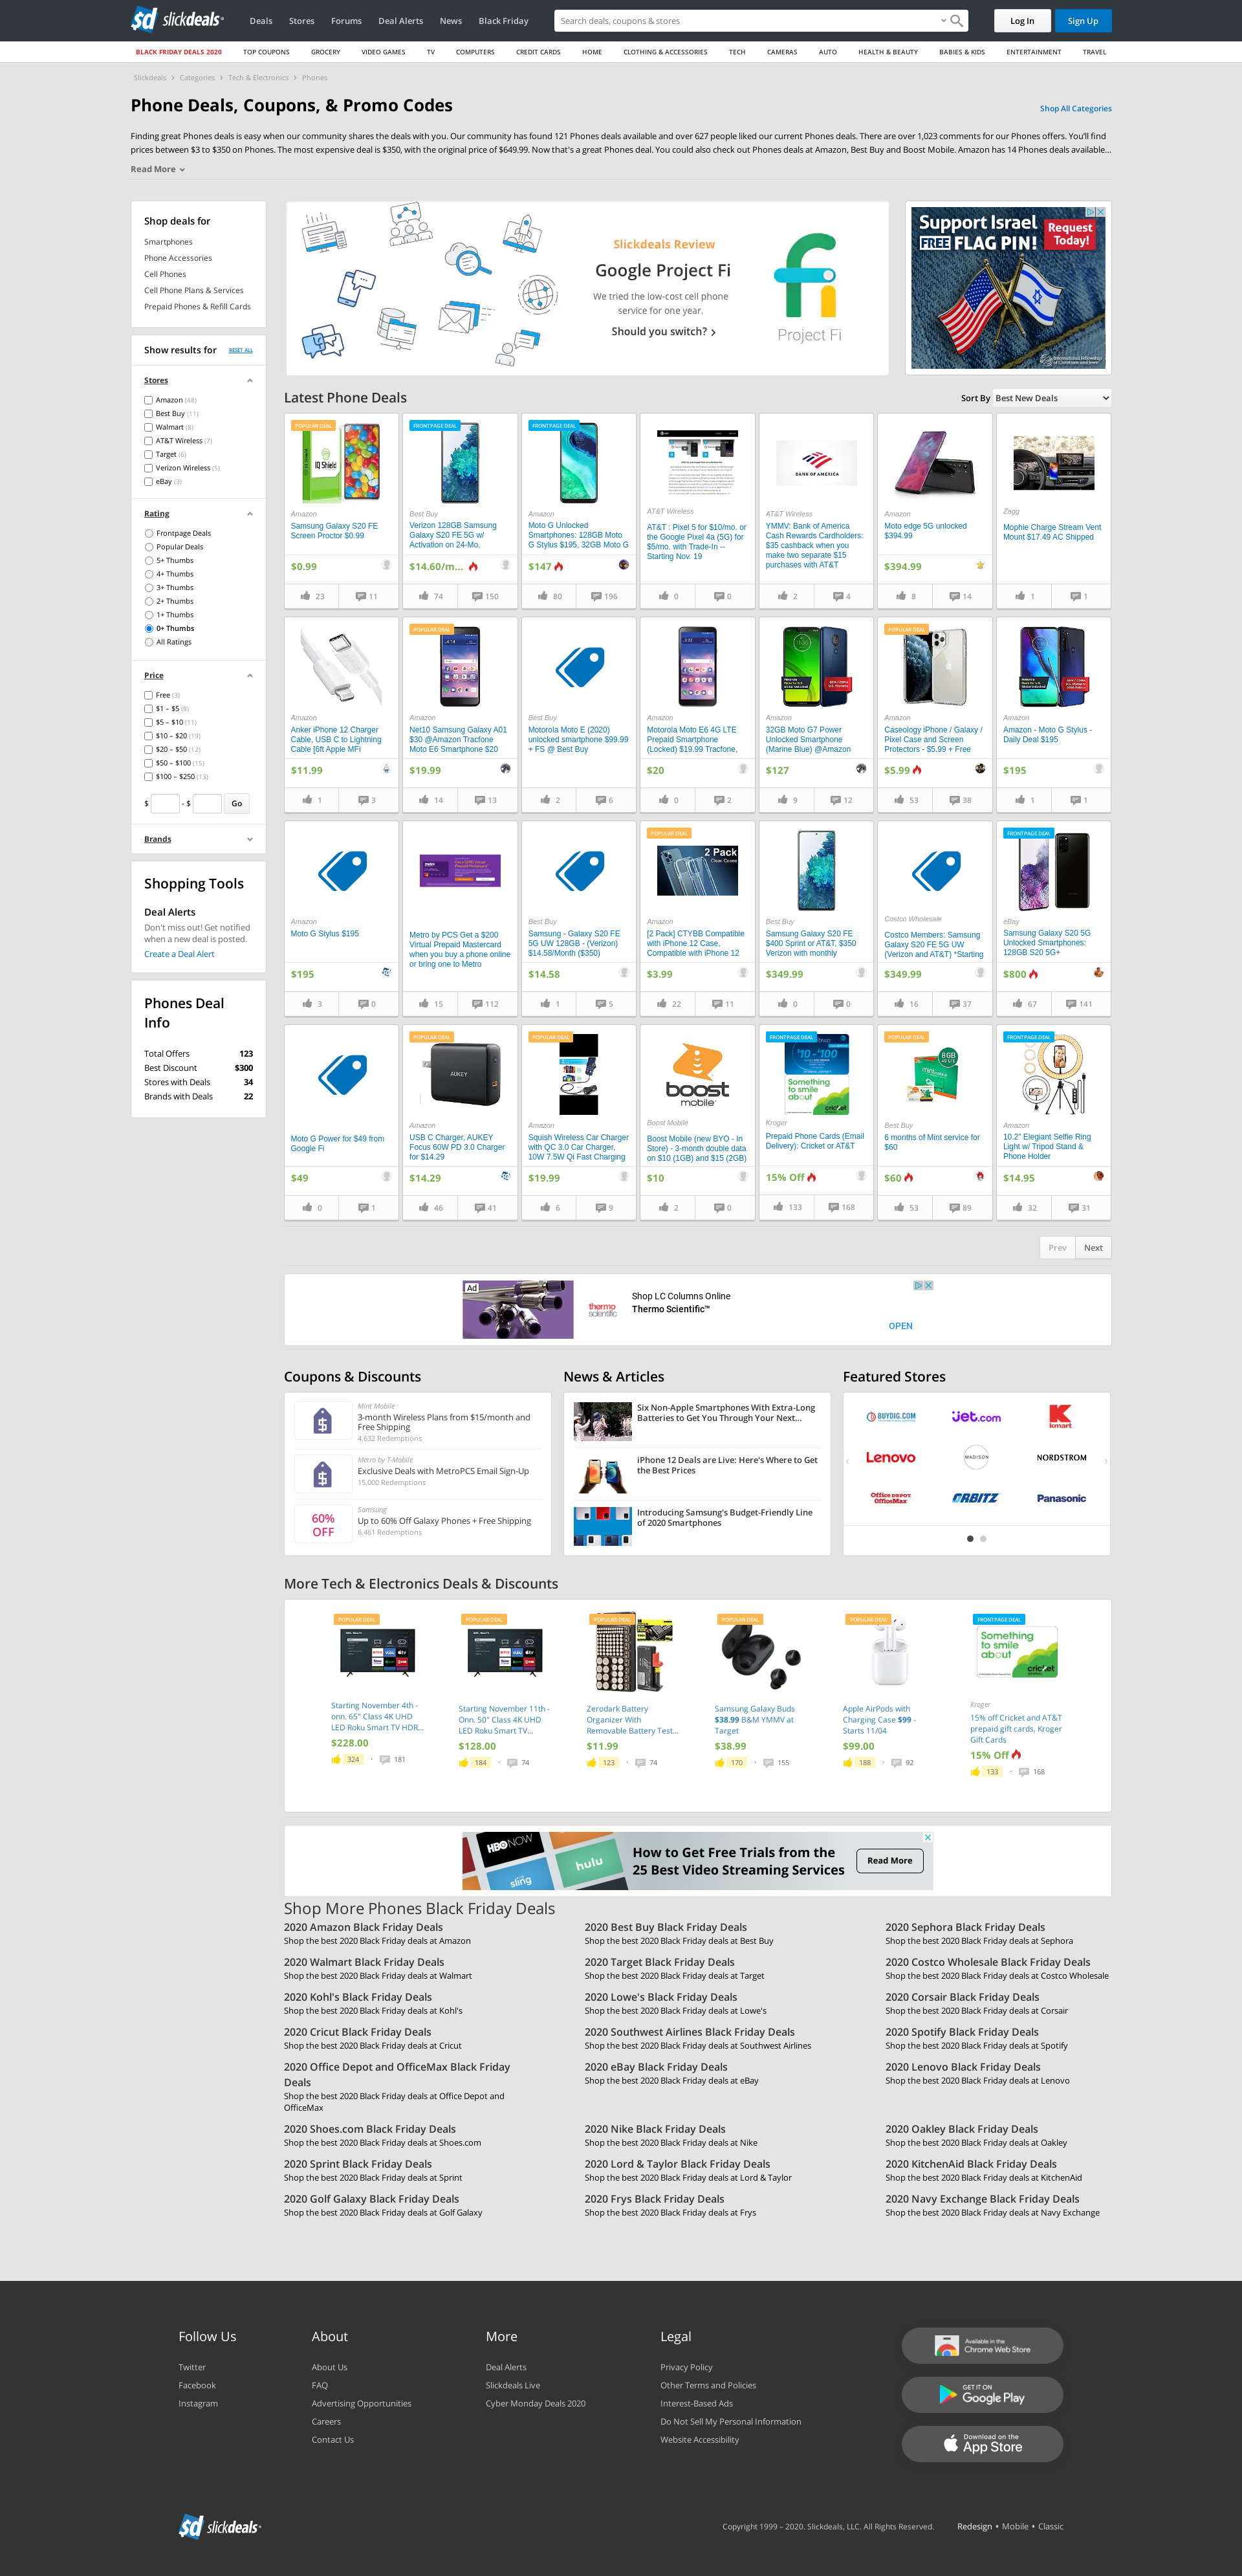 slickdeals
Deals Stores Forums Deal Alerts News Black Friday
Search deals, coupons & stores
Log In
Sign Up
BLACK FRIDAY DEALS 2020 TOP COUPONS GROCERY VIDEO GAMES TV COMPUTERS CREDIT CARDS HOME CLOTHING & ACCESSORIES TECH CAMERAS AUTO HEALTH & BEAUTY BABIES & KIDS ENTERTAINMENT TRAVEL
Slickdeals > Categories > Tech & Electronics > Phones
Phone Deals, Coupons, & Promo Codes
Shop All Categories
Finding great Phones deals is easy when our community shares the deals with you. Our community has found 121 Phones deals available and over 627 people liked our current Phones deals. There are over 1,023 comments for our Phones offers. You'll find
prices between $3 to $350 on Phones. The most expensive deal is $350, with the original price of $649.99. Now that's a great Phones deal. You could also check out Phones deals at Amazon, Best Buy and Boost Mobile. Amazon has 14 Phones deals available...
Read More
Shop deals for
Smartphones
Phone Accessories
Cell Phones
Cell Phone Plans & Services
Prepaid Phones & Refill Cards
Show results for RESET ALL
Stores
Amazon (48)
Best Buy (11)
Walmart (8)
AT&T Wireless (7)
Target (6)
Verizon Wireless (5)
eBay (3)
Rating
Frontpage Deals
Popular Deals
5+ Thumbs
4+ Thumbs
3+ Thumbs
2+ Thumbs
1+ Thumbs
0+ Thumbs
All Ratings
Price
Free (3)
$1 – $5 (8)
$5 – $10 (11)
$10 – $20 (19)
$20 – $50 (12)
$50 – $100 (15)
$100 – $250 (13)
$ - $ Go
Brands
Shopping Tools
Deal Alerts
Don't miss out! Get notified
when a new deal is posted.
Create a Deal Alert
Phones Deal
Info
Total Offers 123
Best Discount $300
Stores with Deals 34
Brands with Deals 22
Slickdeals Review
Google Project Fi
We tried the low-cost cell phone
service for one year.
Should you switch? >
Project Fi
Support Israel
FREE FLAG PIN!
Request
Today!
Latest Phone Deals
Sort By Best New Deals
POPULAR DEAL
IQ Shield
Amazon
Samsung Galaxy S20 FE
Screen Proctor $0.99
$0.99
23 11
FRONTPAGE DEAL
Best Buy
Verizon 128GB Samsung
Galaxy S20 FE 5G w/
Activation on 24-Mo.
$14.60/m...
74 150
FRONTPAGE DEAL
Amazon
Moto G Unlocked
Smartphones: 128GB Moto
G Stylus $195, 32GB Moto G
$147
80 196
AT&T Wireless
AT&T : Pixel 5 for $10/mo. or
the Google Pixel 4a (5G) for
$5/mo. with Trade-In --
Starting Nov. 19
0 0
BANK OF AMERICA
AT&T Wireless
YMMV: Bank of America
Cash Rewards Cardholders:
$35 cashback when you
make two separate $15
purchases with AT&T
2 4
Amazon
Moto edge 5G unlocked
$394.99
$394.99
8 14
Zagg
Mophie Charge Stream Vent
Mount $17.49 AC Shipped
1 1
Amazon
Anker iPhone 12 Charger
Cable, USB C to Lightning
Cable [6ft Apple MFi
$11.99
1 3
POPULAR DEAL
Amazon
Net10 Samsung Galaxy A01
$30 @Amazon Tracfone
Moto E6 Smartphone $20
$19.99
14 13
Best Buy
Motorola Moto E (2020)
unlocked smartphone $99.99
+ FS @ Best Buy
2 6
Amazon
Motorola Moto E6 4G LTE
Prepaid Smartphone
(Locked) $19.99 Tracfone,
$20
0 2
Amazon
32GB Moto G7 Power
Unlocked Smartphone
(Marine Blue) @Amazon
$127
9 12
POPULAR DEAL
Amazon
Caseology iPhone / Galaxy /
Pixel Case and Screen
Protectors - $5.99 + Free
$5.99
53 38
Amazon
Amazon - Moto G Stylus -
Daily Deal $195
$195
1 1
Amazon
Moto G Stylus $195
$195
3 0
metro
Metro by PCS Get a $200
Virtual Prepaid Mastercard
when you buy a phone online
or bring one to Metro
15 112
Best Buy
Samsung - Galaxy S20 FE
5G UW 128GB - (Verizon)
$14.58/Month ($350)
$14.58
1 5
POPULAR DEAL
2 Pack
Clear Cases
Amazon
[2 Pack] CTYBB Compatible
with iPhone 12 Case,
Compatible with iPhone 12
$3.99
22 11
Best Buy
Samsung Galaxy S20 FE
$400 Sprint or AT&T, $350
Verizon with monthly
$349.99
0 0
Costco Wholesale
Costco Members: Samsung
Galaxy S20 FE 5G UW
(Verizon and AT&T) *Starting
$349.99
16 37
FRONTPAGE DEAL
eBay
Samsung Galaxy S20 5G
Unlocked Smartphones:
128GB S20 5G+
$800
67 141
Moto G Power for $49 from
Google Fi
$49
0 1
POPULAR DEAL
AUKEY
Amazon
USB C Charger, AUKEY
Focus 60W PD 3.0 Charger
for $14.29
$14.29
46 41
POPULAR DEAL
Amazon
Squish Wireless Car Charger
with QC 3.0 Car Charger,
10W 7.5W Qi Fast Charging
$19.99
6 9
boost
mobile
Boost Mobile
Boost Mobile (new BYO - In
Store) - 3-month double data
on $10 (1GB) and $15 (2GB)
$10
2 0
FRONTPAGE DEAL
$10-$100
Something
to smile
about
cricket
Kroger
Prepaid Phone Cards (Email
Delivery): Cricket or AT&T
15% Off
133 168
POPULAR DEAL
8GB
mint
Best Buy
6 months of Mint service for
$60
$60
53 89
FRONTPAGE DEAL
Amazon
10.2" Elegiant Selfie Ring
Light w/ Tripod Stand &
Phone Holder
$14.95
32 31
Prev Next
Ad
thermo
scientific
Shop LC Columns Online
Thermo Scientific™
OPEN
Coupons & Discounts
Mint Mobile
3-month Wireless Plans from $15/month and
Free Shipping
4,632 Redemptions
Metro by T-Mobile
Exclusive Deals with MetroPCS Email Sign-Up
15,000 Redemptions
60%
OFF
Samsung
Up to 60% Off Galaxy Phones + Free Shipping
6,461 Redemptions
News & Articles
Six Non-Apple Smartphones With Extra-Long
Batteries to Get You Through Your Next...
iPhone 12 Deals are Live: Here's Where to Get
the Best Prices
Introducing Samsung's Budget-Friendly Line
of 2020 Smartphones
Featured Stores
BUYDIG.COM
Jet.com
kmart
Lenovo
MADISON
NORDSTROM
Office DEPOT
OfficeMax
ORBITZ
Panasonic
More Tech & Electronics Deals & Discounts
POPULAR DEAL
Starting November 4th -
onn. 65" Class 4K UHD
LED Roku Smart TV HDR...
$228.00
324 • 181
POPULAR DEAL
Starting November 11th -
Onn. 50" Class 4K UHD
LED Roku Smart TV...
$128.00
184 • 74
POPULAR DEAL
Zerodark Battery
Organizer With
Removable Battery Test...
$11.99
123 • 74
POPULAR DEAL
Samsung Galaxy Buds
$38.99 B&M YMMV at
Target
$38.99
170 • 155
POPULAR DEAL
Apple AirPods with
Charging Case $99 -
Starts 11/04
$99.00
188 • 92
FRONTPAGE DEAL
Something
to smile
about
cricket
Kroger
15% off Cricket and AT&T
prepaid gift cards, Kroger
Gift Cards
15% Off
133 • 168
HBO NOW
sling
hulu
How to Get Free Trials from the
25 Best Video Streaming Services
Read More
Shop More Phones Black Friday Deals
2020 Amazon Black Friday Deals
Shop the best 2020 Black Friday deals at Amazon
2020 Best Buy Black Friday Deals
Shop the best 2020 Black Friday deals at Best Buy
2020 Sephora Black Friday Deals
Shop the best 2020 Black Friday deals at Sephora
2020 Walmart Black Friday Deals
Shop the best 2020 Black Friday deals at Walmart
2020 Target Black Friday Deals
Shop the best 2020 Black Friday deals at Target
2020 Costco Wholesale Black Friday Deals
Shop the best 2020 Black Friday deals at Costco Wholesale
2020 Kohl's Black Friday Deals
Shop the best 2020 Black Friday deals at Kohl's
2020 Lowe's Black Friday Deals
Shop the best 2020 Black Friday deals at Lowe's
2020 Corsair Black Friday Deals
Shop the best 2020 Black Friday deals at Corsair
2020 Cricut Black Friday Deals
Shop the best 2020 Black Friday deals at Cricut
2020 Southwest Airlines Black Friday Deals
Shop the best 2020 Black Friday deals at Southwest Airlines
2020 Spotify Black Friday Deals
Shop the best 2020 Black Friday deals at Spotify
2020 Office Depot and OfficeMax Black Friday
Deals
Shop the best 2020 Black Friday deals at Office Depot and
OfficeMax
2020 eBay Black Friday Deals
Shop the best 2020 Black Friday deals at eBay
2020 Lenovo Black Friday Deals
Shop the best 2020 Black Friday deals at Lenovo
2020 Shoes.com Black Friday Deals
Shop the best 2020 Black Friday deals at Shoes.com
2020 Nike Black Friday Deals
Shop the best 2020 Black Friday deals at Nike
2020 Oakley Black Friday Deals
Shop the best 2020 Black Friday deals at Oakley
2020 Sprint Black Friday Deals
Shop the best 2020 Black Friday deals at Sprint
2020 Lord & Taylor Black Friday Deals
Shop the best 2020 Black Friday deals at Lord & Taylor
2020 KitchenAid Black Friday Deals
Shop the best 2020 Black Friday deals at KitchenAid
2020 Golf Galaxy Black Friday Deals
Shop the best 2020 Black Friday deals at Golf Galaxy
2020 Frys Black Friday Deals
Shop the best 2020 Black Friday deals at Frys
2020 Navy Exchange Black Friday Deals
Shop the best 2020 Black Friday deals at Navy Exchange
Follow Us
Twitter
Facebook
Instagram
About
About Us
FAQ
Advertising Opportunities
Careers
Contact Us
More
Deal Alerts
Slickdeals Live
Cyber Monday Deals 2020
Legal
Privacy Policy
Other Terms and Policies
Interest-Based Ads
Do Not Sell My Personal Information
Website Accessibility
Available in the
Chrome Web Store
GET IT ON
Google Play
Download on the
App Store
slickdeals
Copyright 1999 – 2020. Slickdeals, LLC. All Rights Reserved.
Redesign • Mobile • Classic